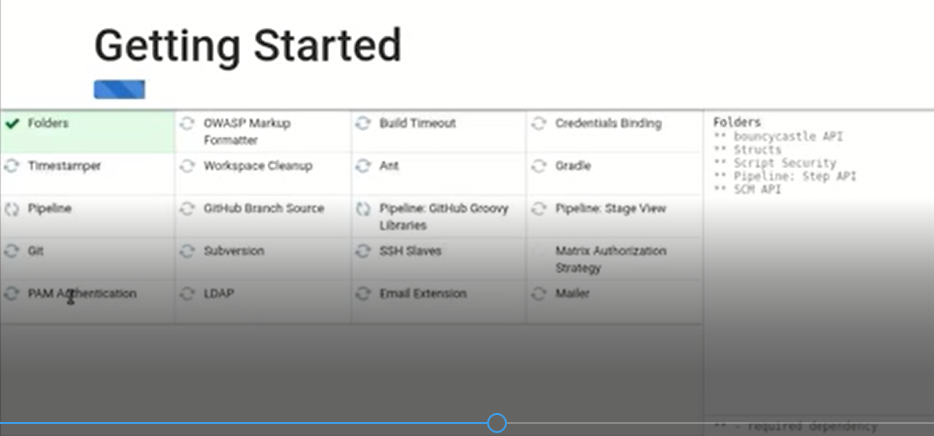 Getting Started
Folders
OWASP Markup
Formatter
Build Timeout
Credentials Binding
Timestamper
Workspace Cleanup
Ant
Gradle
Pipeline
GitHub Branch Source
Pipeline: GitHub Groovy
Libraries
Pipeline: Stage View
Git
Subversion
SSH Slaves
Matrix Authorization
Strategy
PAM Authentication
LDAP
Email Extension
Mailer
Folders
** bouncycastle API
** Structs
** Script Security
** Pipeline: Step API
** SCM API
** - required dependency